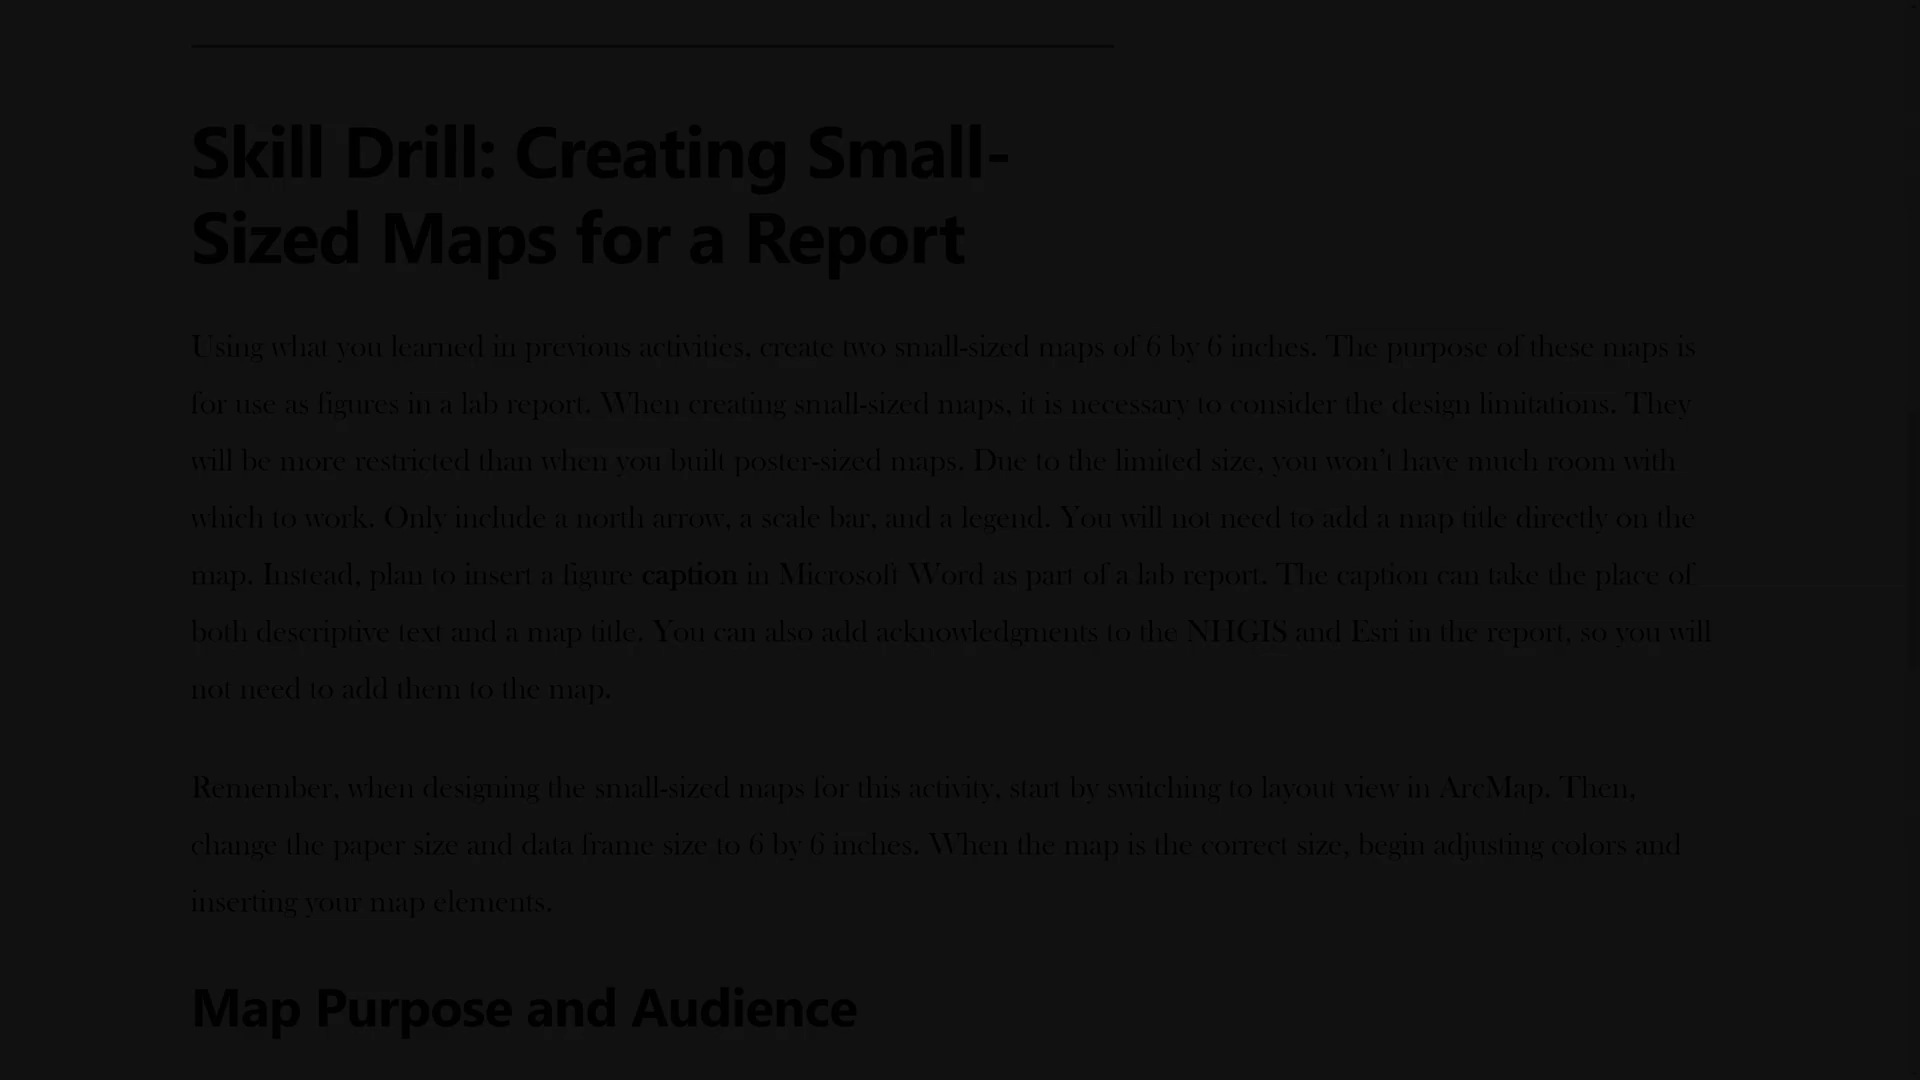 Skill Drill: Creating Small-
Sized Maps for a Report
Using what you learned in previous activities, create two small-sized maps of 6 by 6 inches. The purpose of these maps is
for use as figures in a lab report. When creating small-sized maps, it is necessary to consider the design limitations. They
will be more restricted than when you built poster-sized maps. Due to the limited size, you won’t have much room with
which to work. Only include a north arrow, a scale bar, and a legend. You will not need to add a map title directly on the
map. Instead, plan to insert a figure caption in Microsoft Word as part of a lab report. The caption can take the place of
both descriptive text and a map title. You can also add acknowledgments to the NHGIS and Esri in the report, so you will
not need to add them to the map.
Remember, when designing the small-sized maps for this activity, start by switching to layout view in ArcMap. Then,
change the paper size and data frame size to 6 by 6 inches. When the map is the correct size, begin adjusting colors and
inserting your map elements.
Map Purpose and Audience